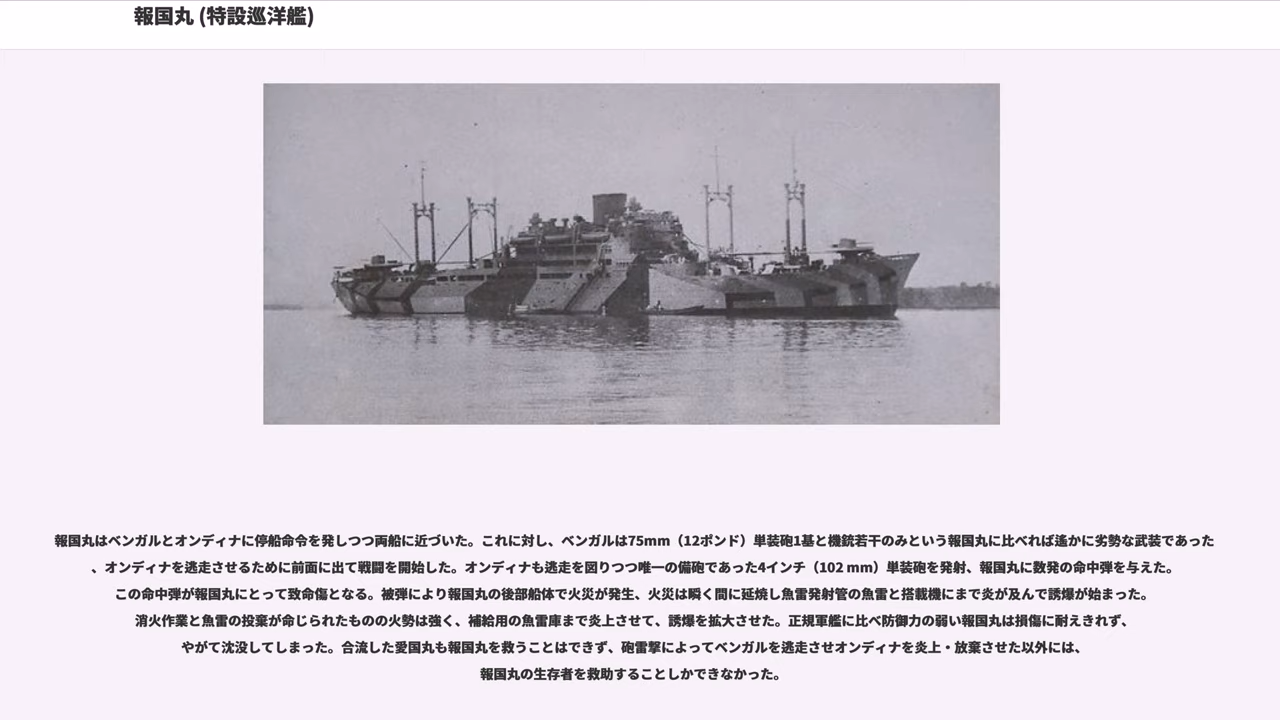 報国丸 (特設巡洋艦)
報国丸はベンガルとオンディナに停船命令を発しつつ両船に近づいた。これに対し、ベンガルは75mm（12ポンド）単装砲1基と機銃若干のみという報国丸に比べれば遙かに劣勢な武装であった
、オンディナを逃走させるために前面に出て戦闘を開始した。オンディナも逃走を図りつつ唯一の備砲であった4インチ（102 mm）単装砲を発射、報国丸に数発の命中弾を与えた。
この命中弾が報国丸にとって致命傷となる。被弾により報国丸の後部船体で火災が発生、火災は瞬く間に延焼し魚雷発射管の魚雷と搭載機にまで炎が及んで誘爆が始まった。
消火作業と魚雷の投棄が命じられたものの火勢は強く、補給用の魚雷庫まで炎上させて、誘爆を拡大させた。正規軍艦に比べ防御力の弱い報国丸は損傷に耐えきれず、
やがて沈没してしまった。合流した愛国丸も報国丸を救うことはできず、砲雷撃によってベンガルを逃走させオンディナを炎上・放棄させた以外には、
報国丸の生存者を救助することしかできなかった。